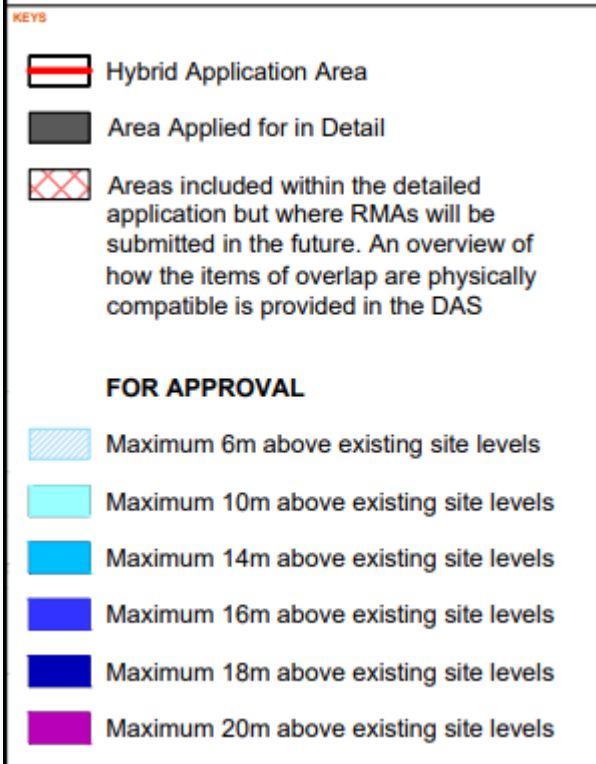 KEYS
Hybrid Application Area
Area Applied for in Detail
Areas included within the detailed
application but where RMAs will be
submitted in the future. An overview of
how the items of overlap are physically
compatible is provided in the DAS
FOR APPROVAL
Maximum 6m above existing site levels
Maximum 10m above existing site levels
Maximum 14m above existing site levels
Maximum 16m above existing site levels
Maximum 18m above existing site levels
Maximum 20m above existing site levels